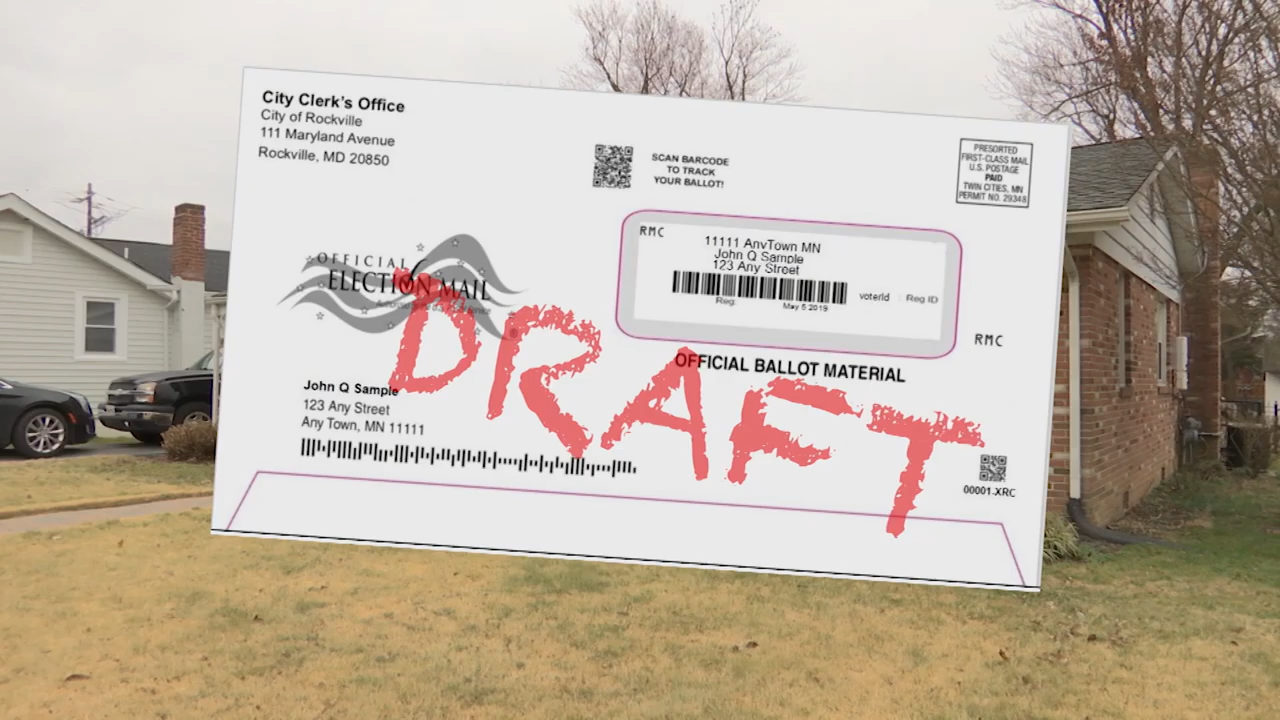 City Clerk's Office
City of Rockville
111 Maryland Avenue
Rockville, MD 20850
SCAN BARCODE
TO TRACK
YOUR BALLOT!
PRESORTED
FIRST-CLASS MAIL
U.S. POSTAGE
PAID
TWIN CITIES, MN
PERMIT NO. 29348
RMC
11111 AnyTown MN
John Q Sample
123 Any Street
Reg:
May 5 2019
voterId : Reg ID
RMC
OFFICIAL
ELECTION MAIL
OFFICIAL BALLOT MATERIAL
DRAFT
John Q Sample
123 Any Street
Any Town, MN 11111
00001.XRC